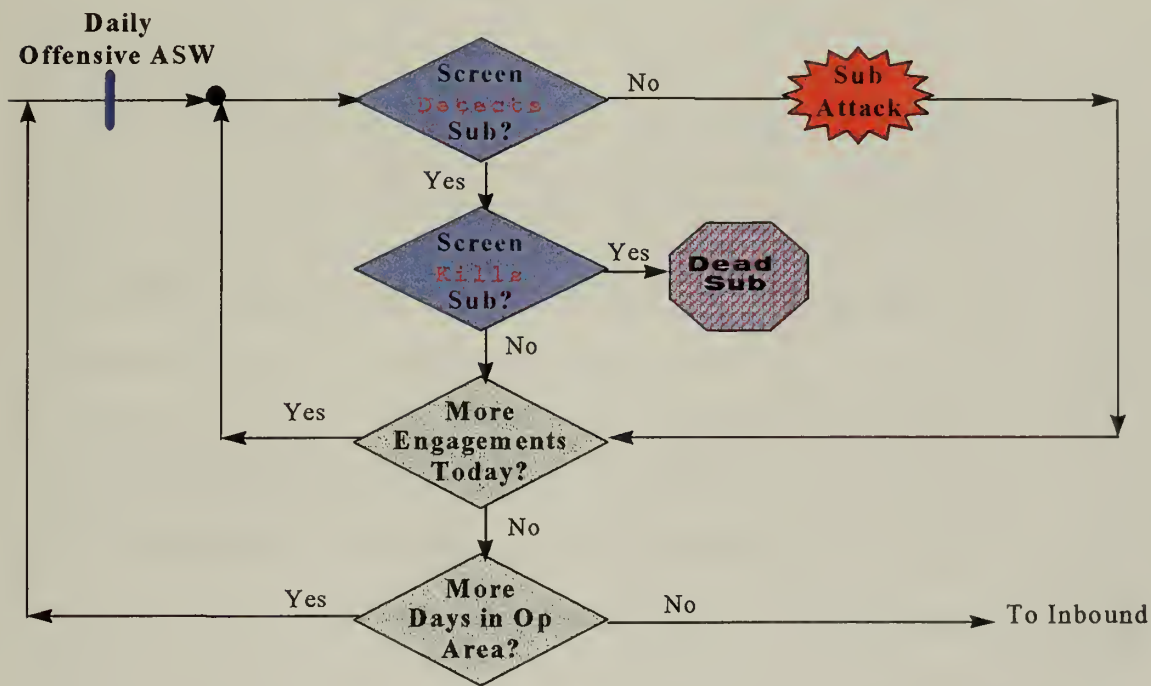 Daily
Offensive ASW
Screen
Detects
Sub?
No
Sub
Attack
Yes
Screen
Kills
Sub?
Yes
Dead
Sub
No
More
Engagements
Today?
Yes
No
More
Days in Op
Area?
Yes
No
To Inbound